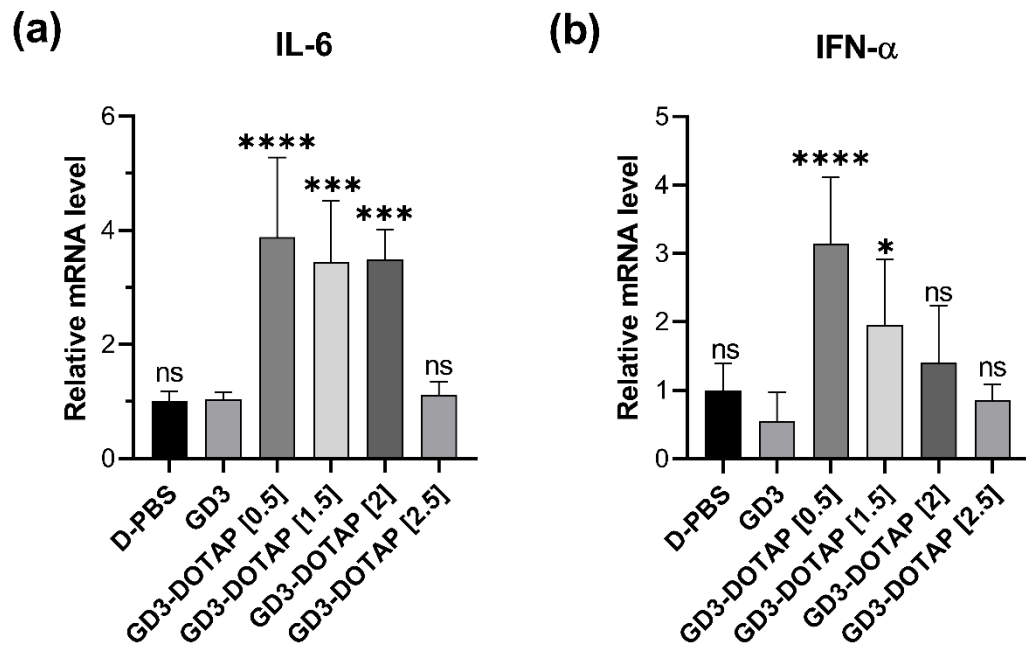 (a)
IL-6
Relative mRNA level
6
4
2
0
ns
****
***
***
ns
D-PBS
GD3
GD3-DOTAP [0.5]
GD3-DOTAP [1.5]
GD3-DOTAP [2]
GD3-DOTAP [2.5]
(b)
IFN-α
Relative mRNA level
5
4
3
2
1
0
ns
****
*
ns
ns
D-PBS
GD3
GD3-DOTAP [0.5]
GD3-DOTAP [1.5]
GD3-DOTAP [2]
GD3-DOTAP [2.5]